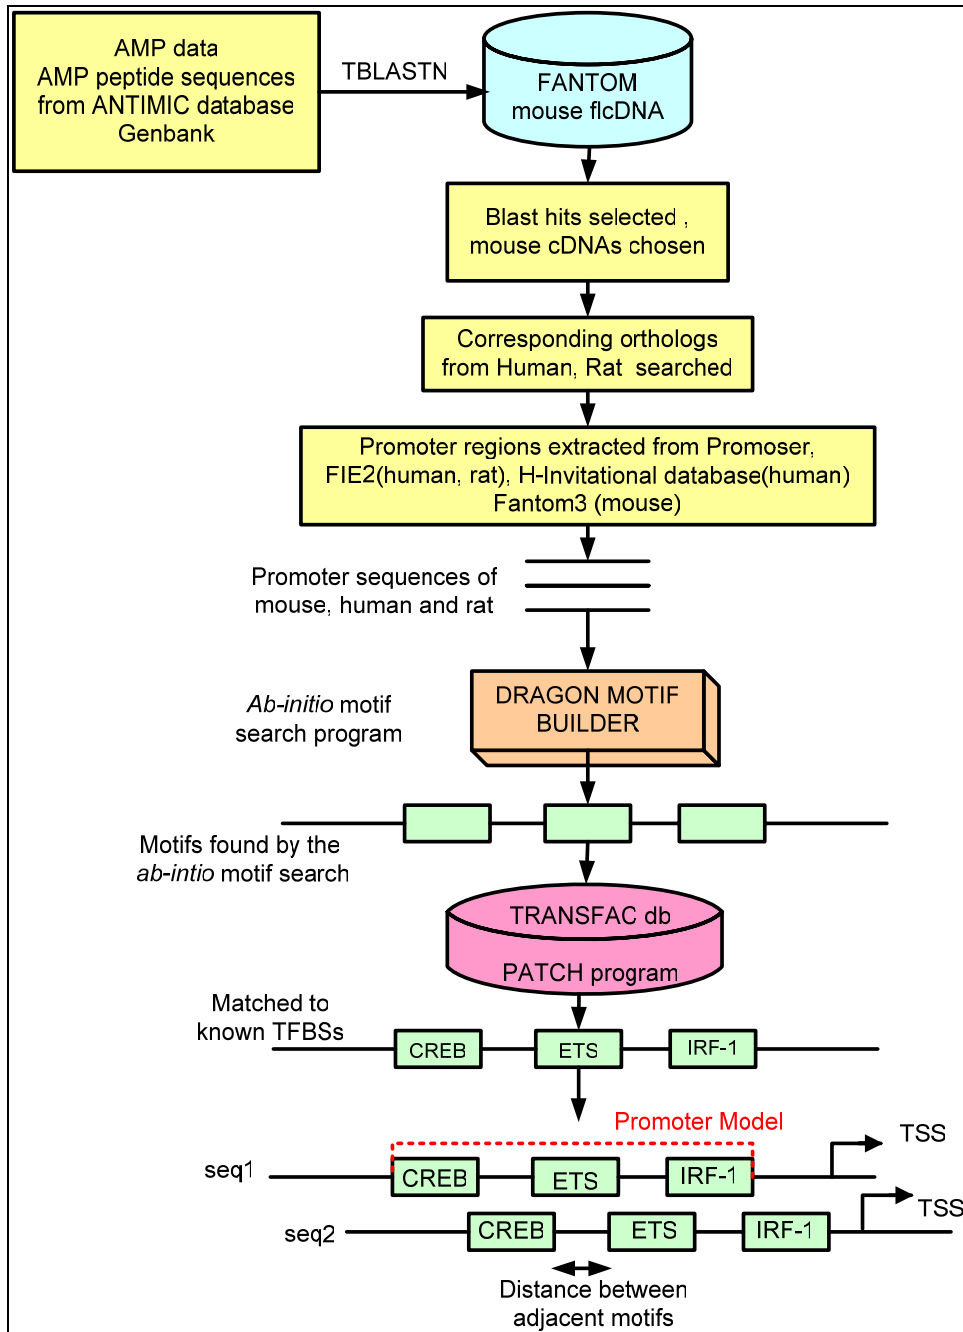 AMP data
AMP peptide sequences
from ANTIMIC database
Genbank
TBLASTN
FANTOM
mouse flcDNA
Blast hits selected ,
mouse cDNAs chosen
Corresponding orthologs
from Human, Rat searched
Promoter regions extracted from Promoser,
FIE2(human, rat), H-Invitational database(human)
Fantom3 (mouse)
Promoter sequences of
mouse, human and rat
Ab-initio motif
search program
DRAGON MOTIF
BUILDER
Motifs found by the
ab-intio motif search
TRANSFAC db
PATCH program
Matched to
known TFBSs
CREB
ETS
IRF-1
Promoter Model
TSS
seq1
CREB
ETS
IRF-1
TSS
seq2
CREB
ETS
IRF-1
Distance between
adjacent motifs